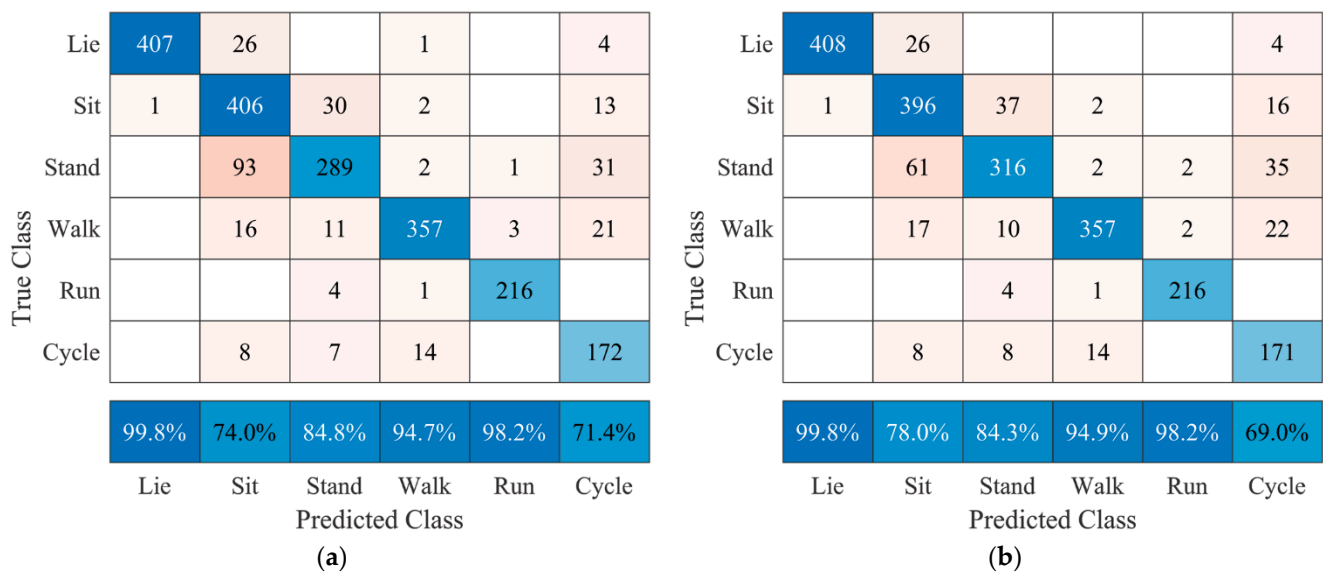 Lie 407 26 1 4
Sit 1 406 30 2 13
Stand 93 289 2 1 31
Walk 16 11 357 3 21
Run 4 1 216
Cycle 8 7 14 172
True Class
99.8% 74.0% 84.8% 94.7% 98.2% 71.4%
Lie Sit Stand Walk Run Cycle
Predicted Class
(a)
Lie 408 26 4
Sit 1 396 37 2 16
Stand 61 316 2 2 35
Walk 17 10 357 2 22
Run 4 1 216
Cycle 8 8 14 171
True Class
99.8% 78.0% 84.3% 94.9% 98.2% 69.0%
Lie Sit Stand Walk Run Cycle
Predicted Class
(b)